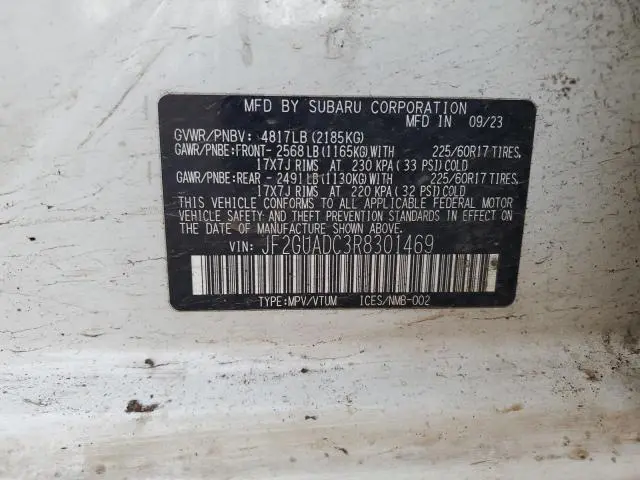 MFD BY SUBARU CORPORATION
MFD IN 09/23
GVWR/PNBV: 4817LB(2185KG)
GAWR/PNBE:FRONT-2568LB(1165KG)WITH 225/60R17 TIRES,
17X7J RIMS AT 230 KPA(33 PSI)COLD
GAWR/PNBE:REAR -2491LB(1130KG)WITH 225/60R17 TIRES,
17X7J RIMS AT 220 KPA(32 PSI)COLD
THIS VEHICLE CONFORMS TO ALL APPLICABLE FEDERAL MOTOR
VEHICLE SAFETY AND THEFT PREVENTION STANDARDS IN EFFECT ON
THE DATE OF MANUFACTURE SHOWN ABOVE.
VIN: JF2GUADC3R8301469
TYPE:MPV/VTUM ICES/NMB-002